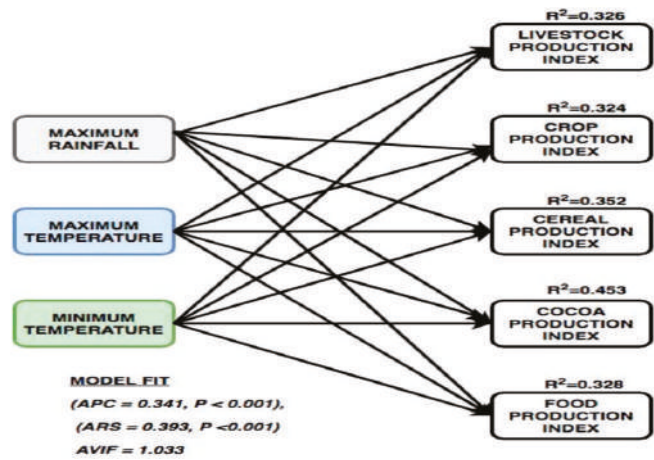 R²=0.326
LIVESTOCK
PRODUCTION
INDEX
MAXIMUM
RAINFALL
R²=0.324
CROP
PRODUCTION
INDEX
MAXIMUM
TEMPERATURE
R²=0.352
CEREAL
PRODUCTION
INDEX
MINIMUM
TEMPERATURE
R²=0.453
COCOA
PRODUCTION
INDEX
R²=0.328
FOOD
PRODUCTION
INDEX
MODEL FIT
(APC = 0.341, P < 0.001),
(ARS = 0.393, P <0.001)
AVIF = 1.033